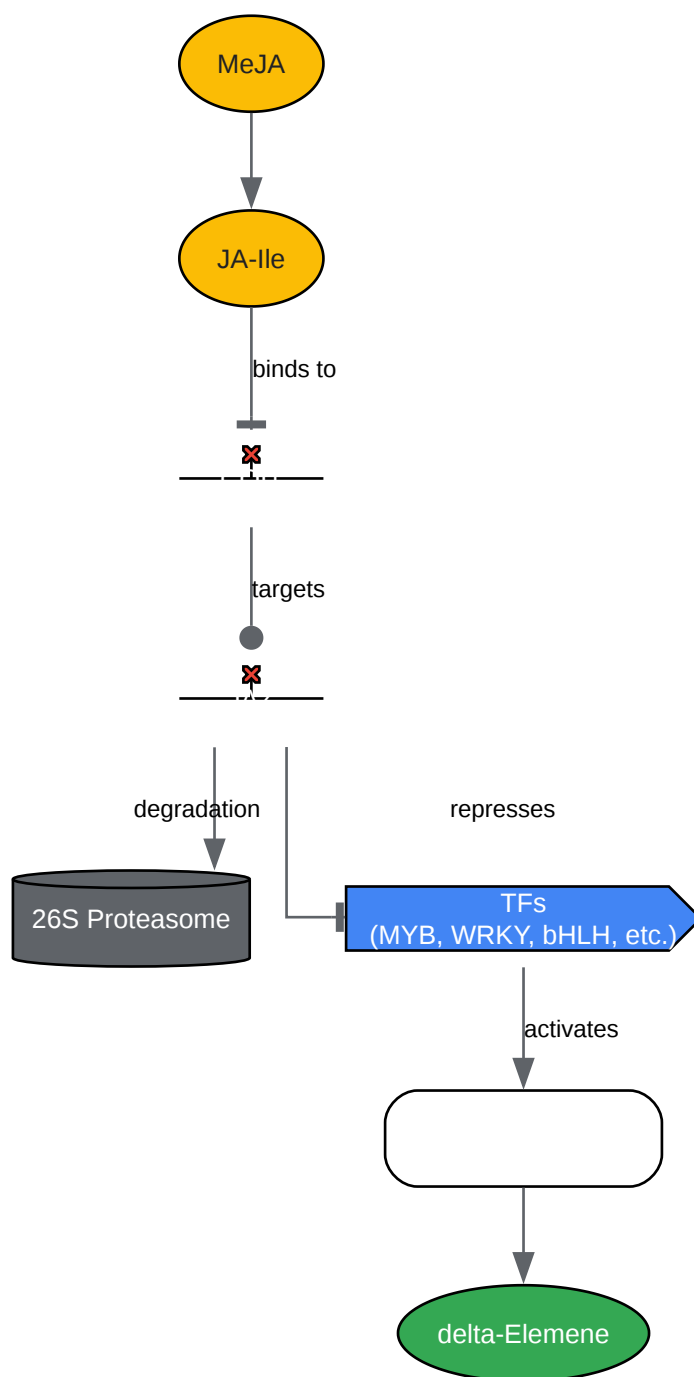 MeJA
JA-Ile
binds to
targets
degradation
represses
26S Proteasome
TFs
(MYB, WRKY, bHLH, etc.)
activates
delta-Elemene